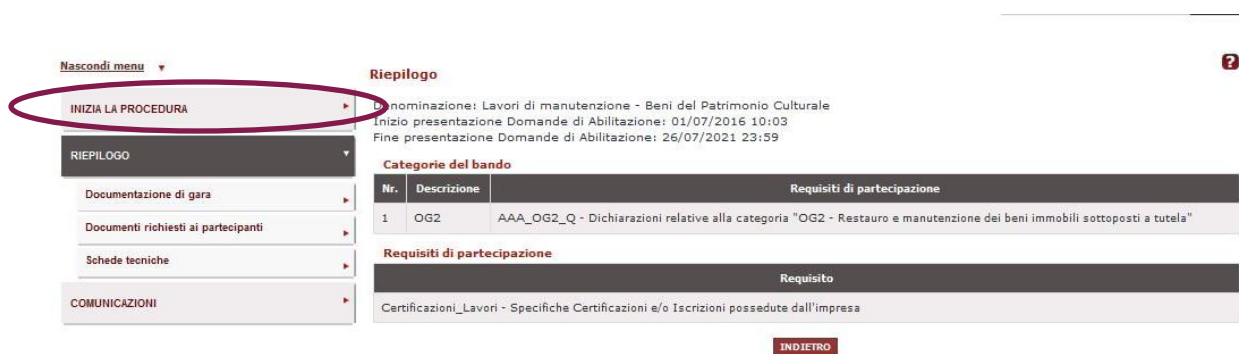 Nascondi menu
INIZIA LA PROCEDURA
RIEPILOGO
Documentazione di gara
Documenti richiesti ai partecipanti
Schede tecniche
COMUNICAZIONI
?
Riepilogo
Denominazione: Lavori di manutenzione - Beni del Patrimonio Culturale
Inizio presentazione Domande di Abilitazione: 01/07/2016 10:03
Fine presentazione Domande di Abilitazione: 26/07/2021 23:59
Categorie del bando
Nr. Descrizione Requisiti di partecipazione
1 OG2 AAA_OG2_Q - Dichiarazioni relative alla categoria "OG2 - Restauro e manutenzione dei beni immobili sottoposti a tutela"
Requisiti di partecipazione
Requisito
Certificazioni_Lavori - Specifiche Certificazioni e/o Iscrizioni possedute dall'impresa
INDIETRO